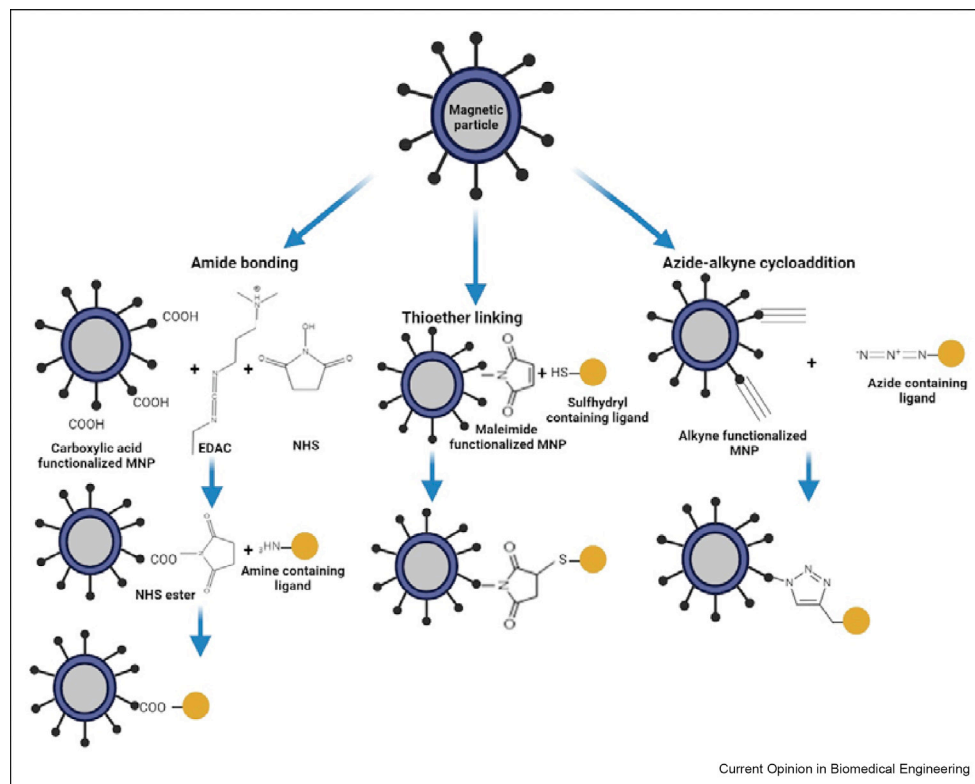 Magnetic
particle
Amide bonding
Azide-alkyne cycloaddition
Thioether linking
COOH
COOH
COOH
+
+
H
⊕
N
N
C
N
OH
N
O
O
Carboxylic acid
functionalized MNP
EDAC
NHS
O
N
O
+
HS
Sulfhydryl
containing ligand
Maleimide
functionalized MNP
+
-N=N+=N
Azide containing
ligand
Alkyne functionalized
MNP
COO
O
O
+
2HN
Amine containing
ligand
NHS ester
O
N
O
S
N
N
N
COO
Current Opinion in Biomedical Engineering